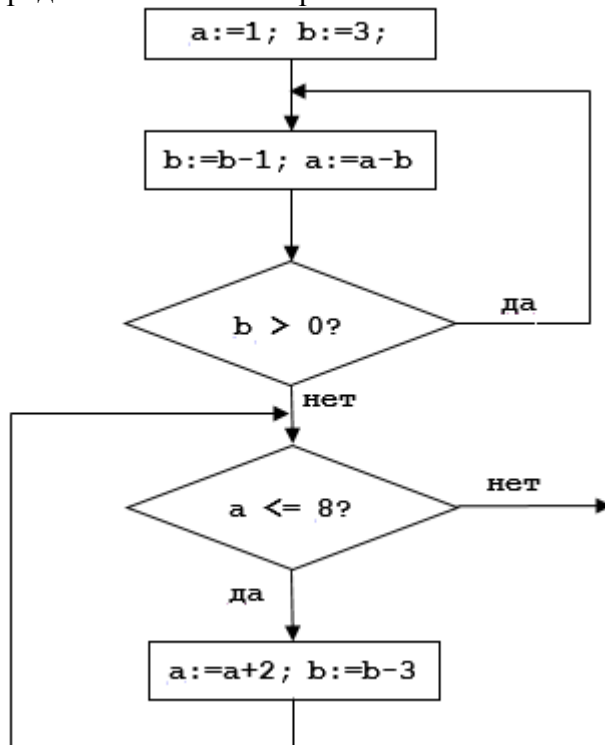 a:=1; b:=3;
b:=b-1; a:=a-b
b > 0?
да
нет
a <= 8?
нет
да
a:=a+2; b:=b-3